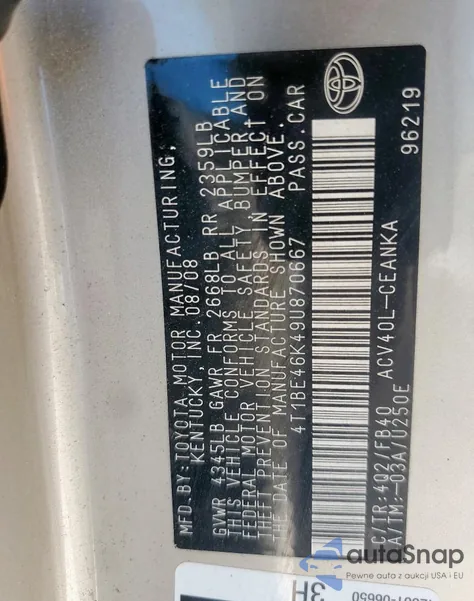 MFD.BY:TOYOTA MOTOR MANUFACTURING,
KENTUCKY, INC. 08/08
GVWR 4345LB GAWR FR 2668LB RR 2359LB
THIS VEHICLE CONFORMS TO ALL APPLICABLE
FEDERAL MOTOR VEHICLE SAFETY, BUMPER AND
THEFT PREVENTION STANDARDS IN EFFECT ON
THE DATE OF MANUFACTURE SHOWN ABOVE.
4T1BE46K49U870667 PASS.CAR
C/TR:4Q2/FB40 ACV40L-CEANKA
A/TM:-03A/U250E 96219
3H
autoSnap
Pewne auto z aukcji USA i EU